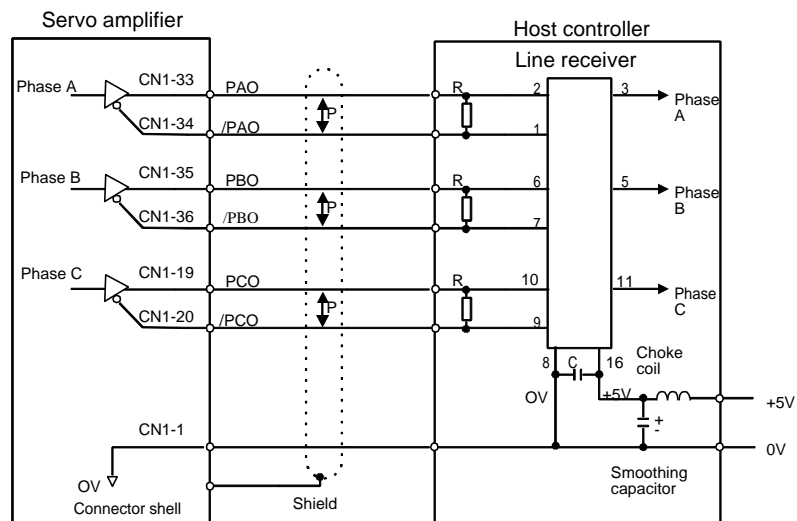 Servo amplifier
Host controller
Line receiver
Phase A
CN1-33
PAO
P
R
2
3
Phase
A
CN1-34
/PAO
1
Phase B
CN1-35
PBO
P
R
6
5
Phase
B
CN1-36
/PBO
7
Phase C
CN1-19
PCO
P
R
10
11
Phase
C
CN1-20
/PCO
9
8
C
16
Choke
coil
OV
+5V
+5V
+
-
CN1-1
0V
OV
Connector shell
Shield
Smoothing
capacitor